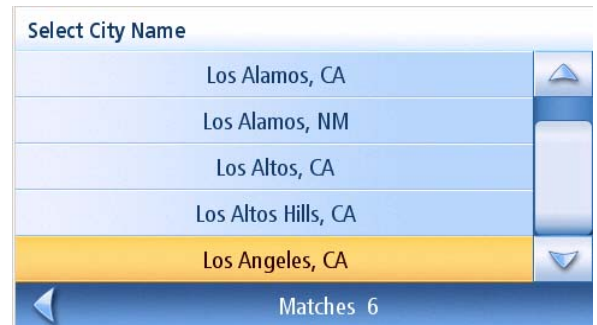 Select City Name
Los Alamos, CA
Los Alamos, NM
Los Altos, CA
Los Altos Hills, CA
Los Angeles, CA
Matches 6